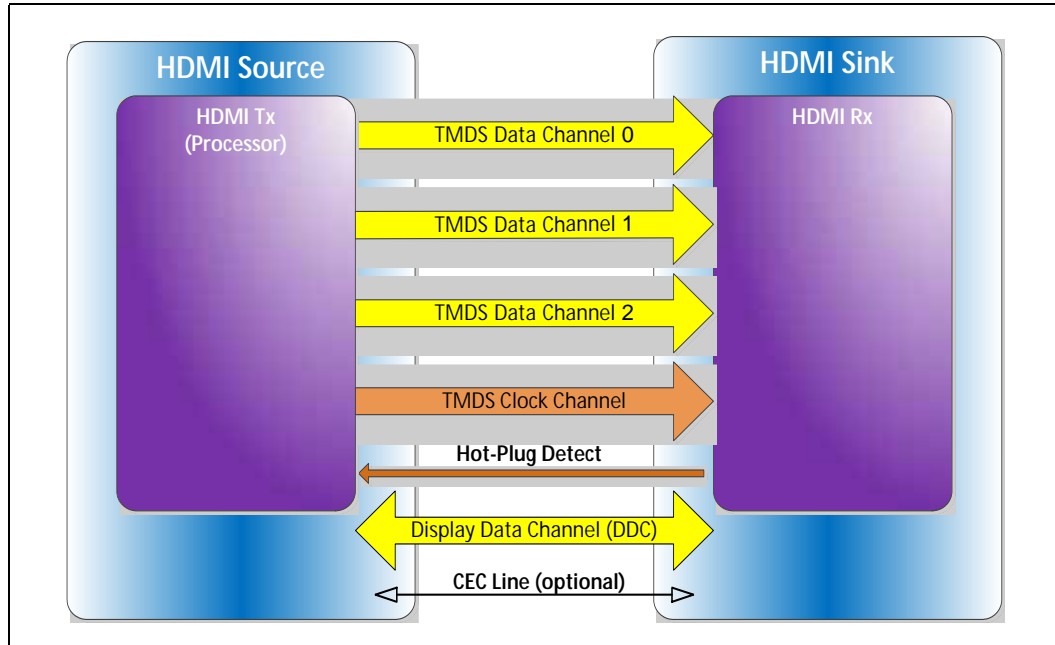 HDMI Source
HDMI Sink
HDMI Tx
(Processor)
HDMI Rx
TMDS Data Channel 0
TMDS Data Channel 1
TMDS Data Channel 2
TMDS Clock Channel
Hot-Plug Detect
Display Data Channel (DDC)
CEC Line (optional)